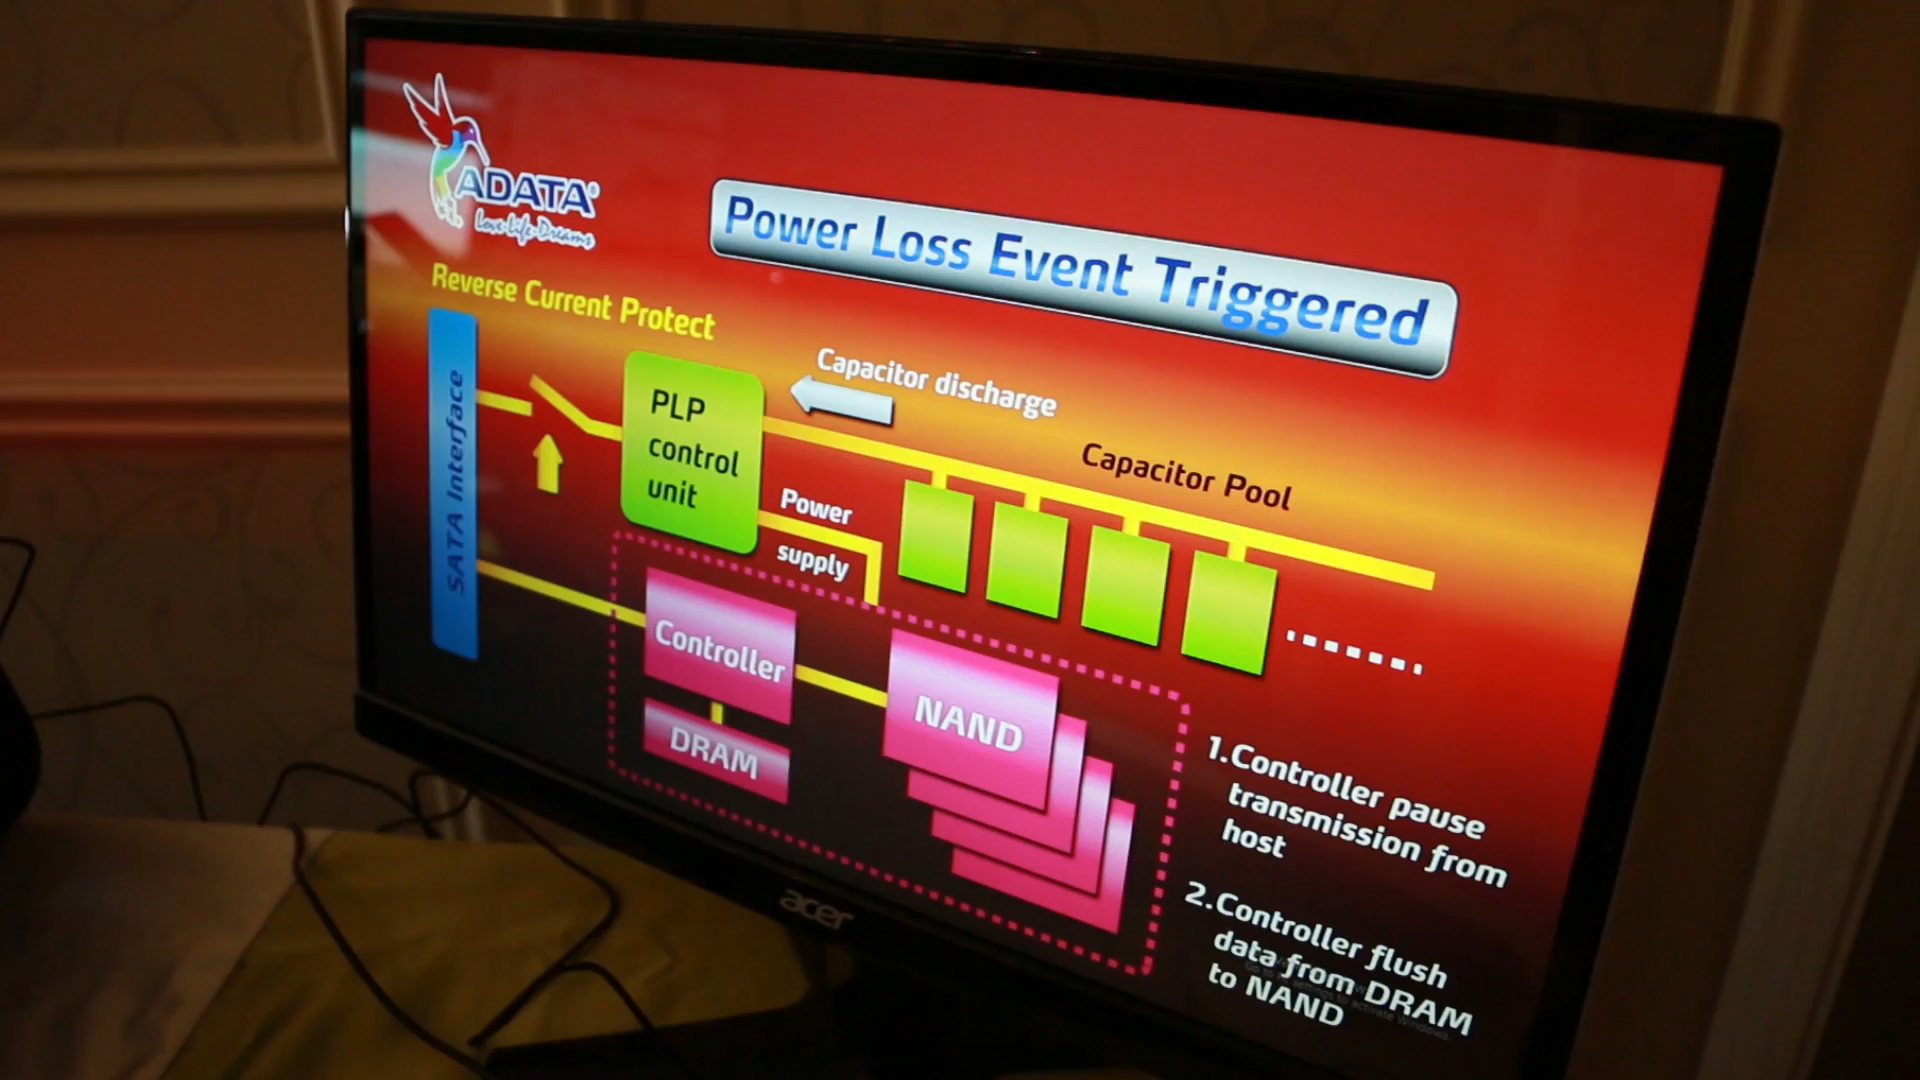 ADATA®
Love·Life·Dreams
Power Loss Event Triggered
Reverse Current Protect
SATA Interface
PLP
control
unit
Capacitor discharge
Capacitor Pool
Power
supply
Controller
DRAM
NAND
1.Controller pause
transmission from
host
2.Controller flush
data from DRAM
to NAND
acer